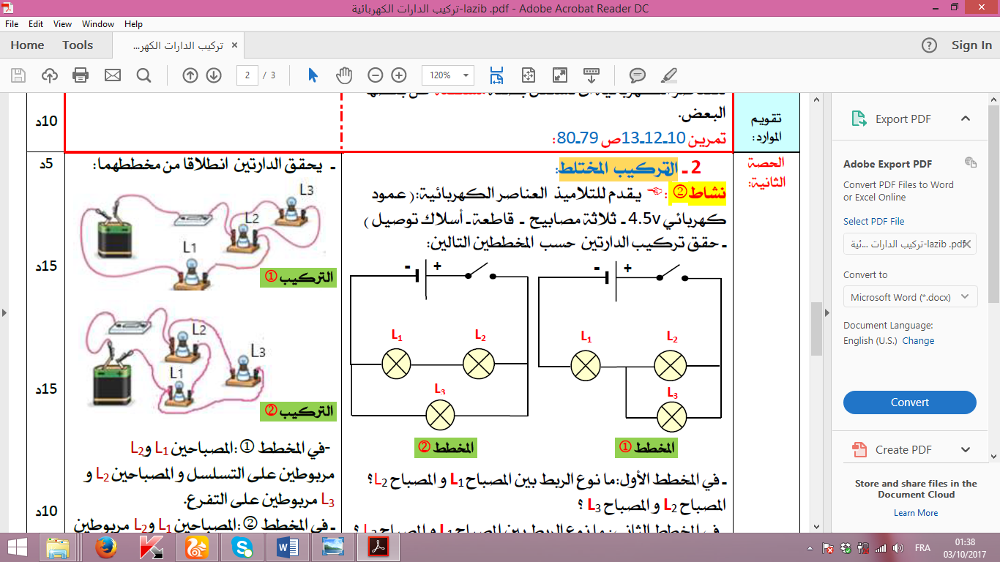 تركيب الدارات الكهربائية-lazib .pdf - Adobe Acrobat Reader DC
File Edit View Window Help
Home Tools تركيب الدارات الكهر... × Sign In
2 / 3 120%
البعض.
تمرين 10ـ12ـ13ص 79ـ80:
10د
تقويم
الموارد:
الحصة
الثانية:
2 ـ التركيب المختلط:
نشاط② : ☜ يقدم للتلاميذ العناصر الكهربائية:( عمود
كهربائي 4.5v ـ ثلاثة مصابيح ـ قاطعة ـ أسلاك توصيل )
ـ حقق تركيب الدارتين حسب المخططين التالين:
- +
L1 L2
L3
المخطط ①
- +
L1 L2
L3
المخطط ②
ـ في المخطط الأول: ما نوع الربط بين المصباح L1 و المصباح L2؟
المصباح L2 و المصباح L3 ؟
ـ في المخطط الثاني: ما نوع الربط بين المصباح L1 و المصباح L2 ؟
ـ يحقق الدارتين انطلاقا من مخططهما:
L3
L2
L1
التركيب ①
L2
L3
L1
التركيب ②
-في المخطط ① :المصباحين L1 وL2
مربوطين على التسلسل و المصباحين L2 و
L3 مربوطين على التفرع.
ـ في المخطط ② :المصباحين L1 وL2 مربوطين
5د
15د
15د
10د
Export PDF
Adobe Export PDF
Convert PDF Files to Word
or Excel Online
Select PDF File
تركيب الدارات ...ئية-lazib .pdf
Convert to
Microsoft Word (*.docx)
Document Language:
English (U.S.) Change
Convert
Create PDF
Store and share files in the
Document Cloud
Learn More
FRA
01:38
03/10/2017